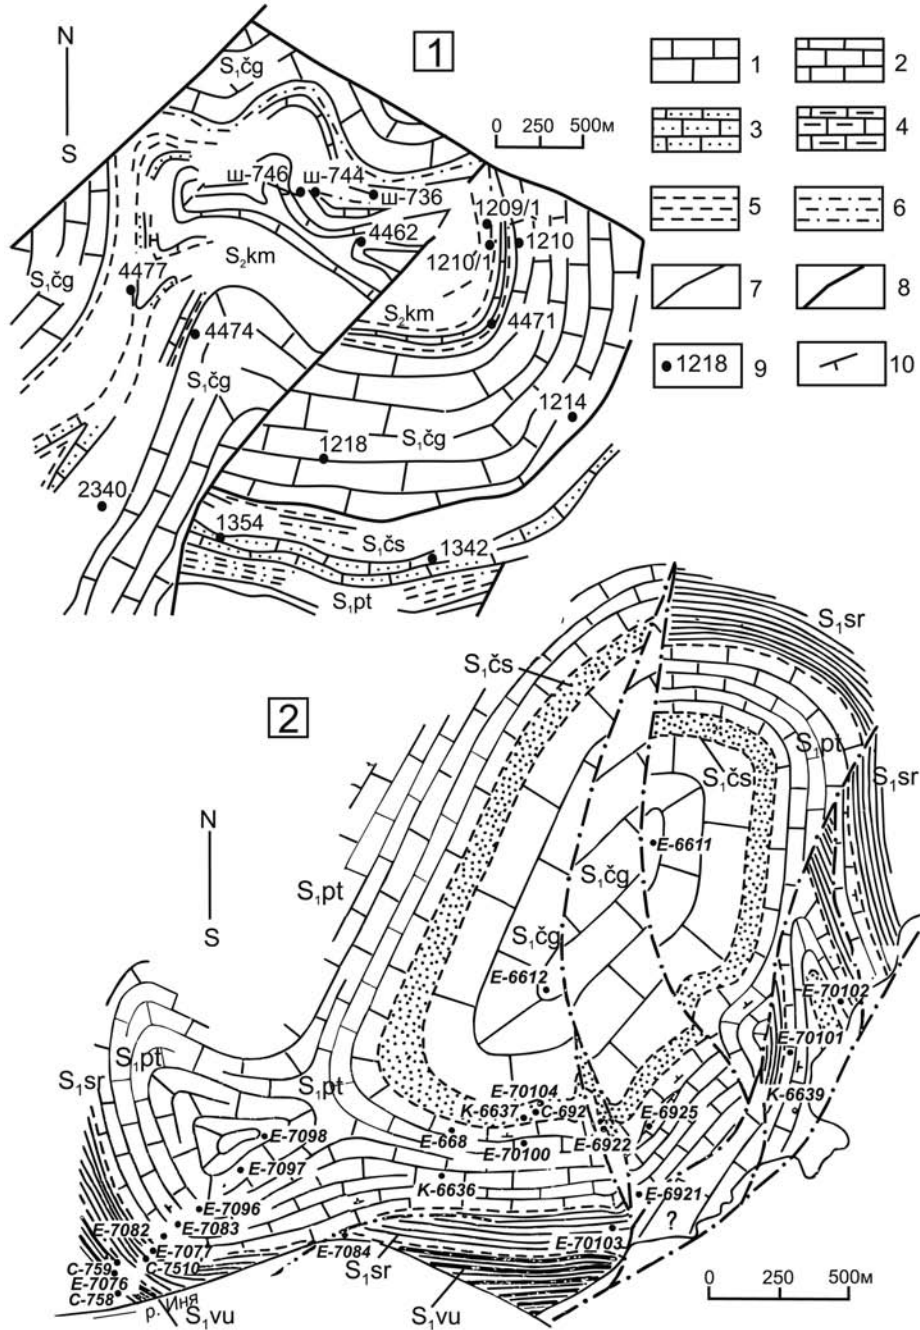 1
N
S
0 250 500м
1
2
3
4
5
6
7
8
1218
9
10
S₁čg
ш-746
ш-744
ш-736
1209/1
4462
1210
1210/1
S₂km
S₁čg
4477
S₂km
4471
4474
S₁čg
1214
S₁čg
1218
2340
1354
S₁čs
1342
S₁pt
2
N
S
S₁sr
S₁čs
S₁pt
S₁čs
S₁sr
E-6611
S₁čg
S₁pt
S₁čg
E-6612
E-70102
E-70101
S₁pt
S₁pt
S₁sr
E-70104
K-6637
C-692
E-6925
K-6639
E-7098
E-668
E-70100
E-6922
E-7097
K-6636
E-6921
E-7096
E-7083
?
E-7082
E-7077
E-7084
E-70103
C-759
C-7510
E-7076
S₁sr
C-758
р. Иня
S₁vu
S₁vu
0 250 500м